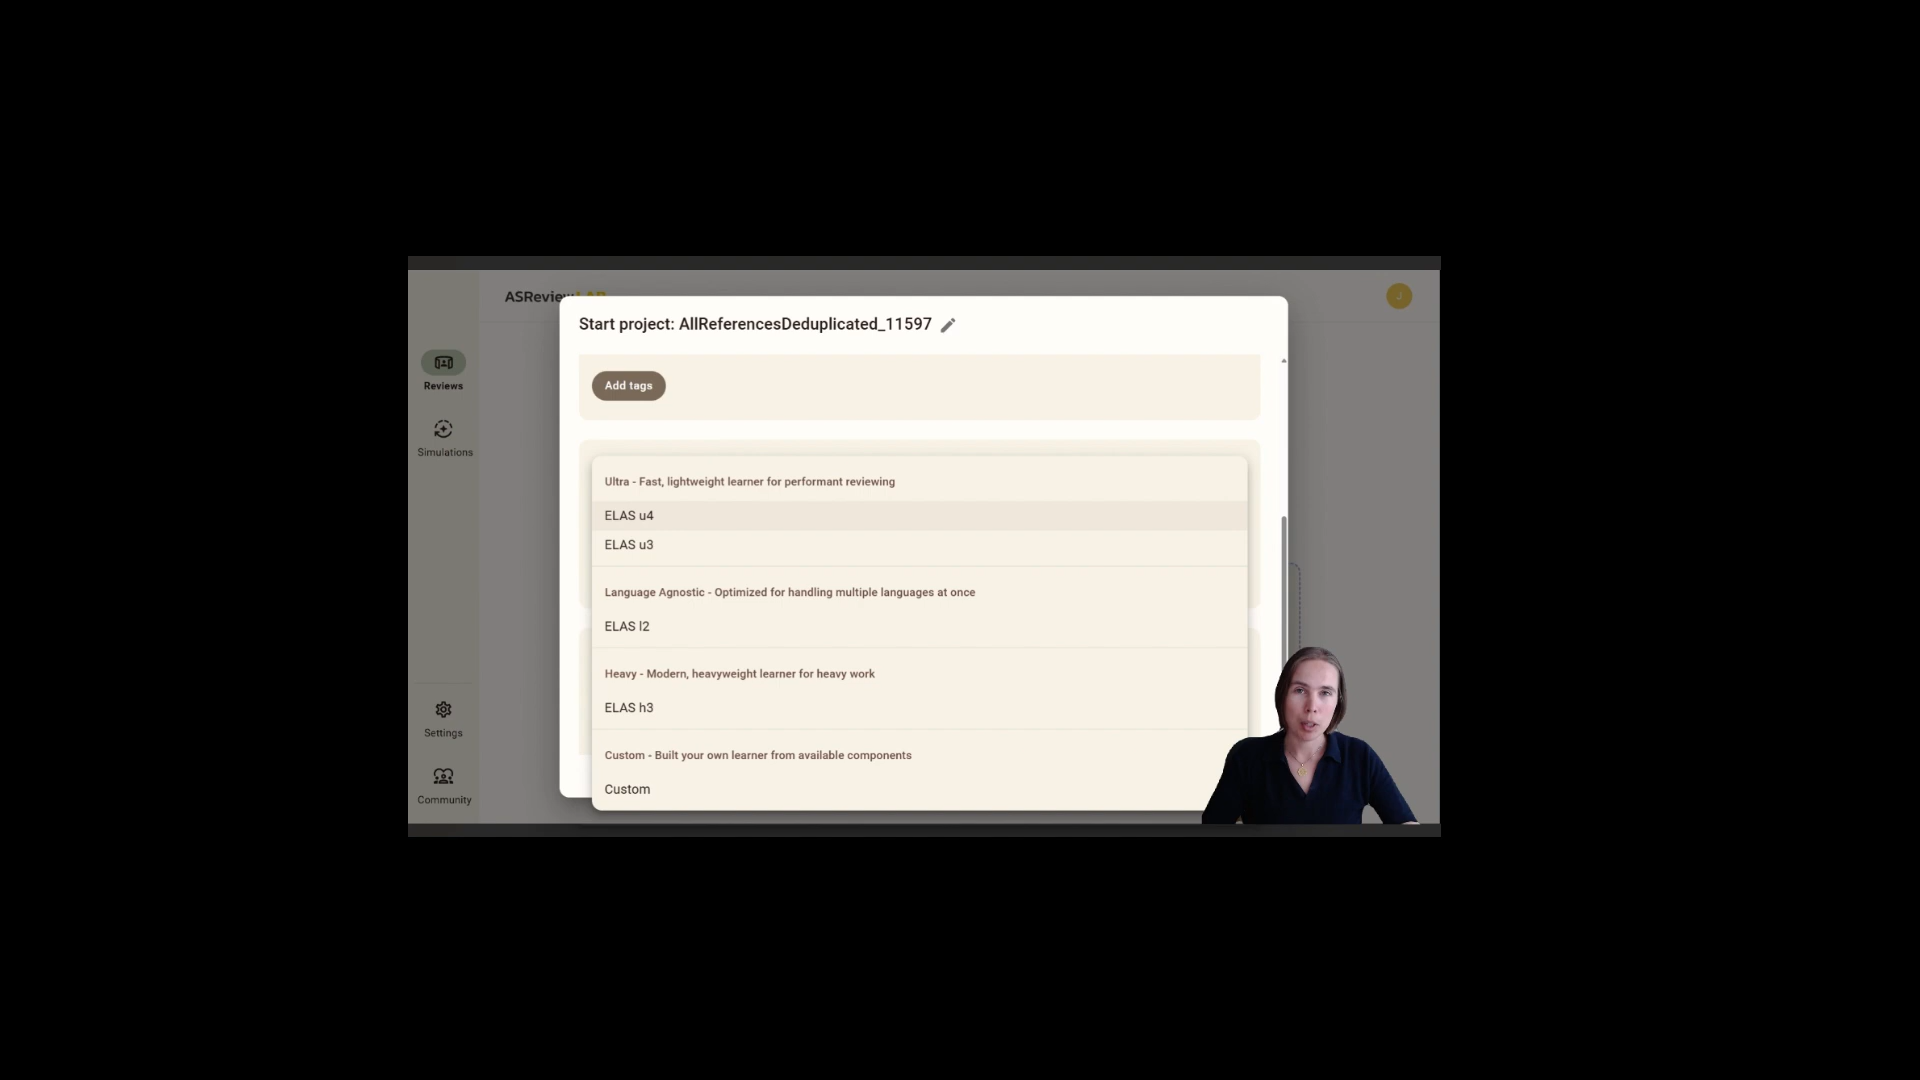 ASReview LAB
J
Start project: AllReferencesDeduplicated_11597
Reviews
Add tags
Simulations
Ultra - Fast, lightweight learner for performant reviewing
ELAS u4
ELAS u3
Language Agnostic - Optimized for handling multiple languages at once
ELAS l2
Heavy - Modern, heavyweight learner for heavy work
ELAS h3
Settings
Custom - Built your own learner from available components
Custom
Community